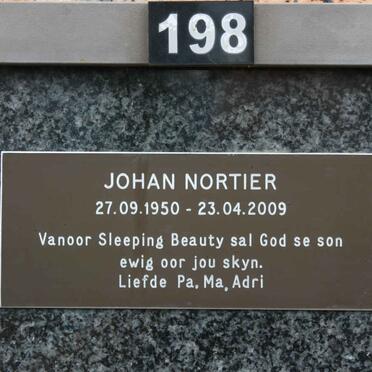 198
JOHAN NORTIER
27.09.1950 - 23.04.2009
Vanoor Sleeping Beauty sal God se son
ewig oor jou skyn.
Liefde Pa, Ma, Adri